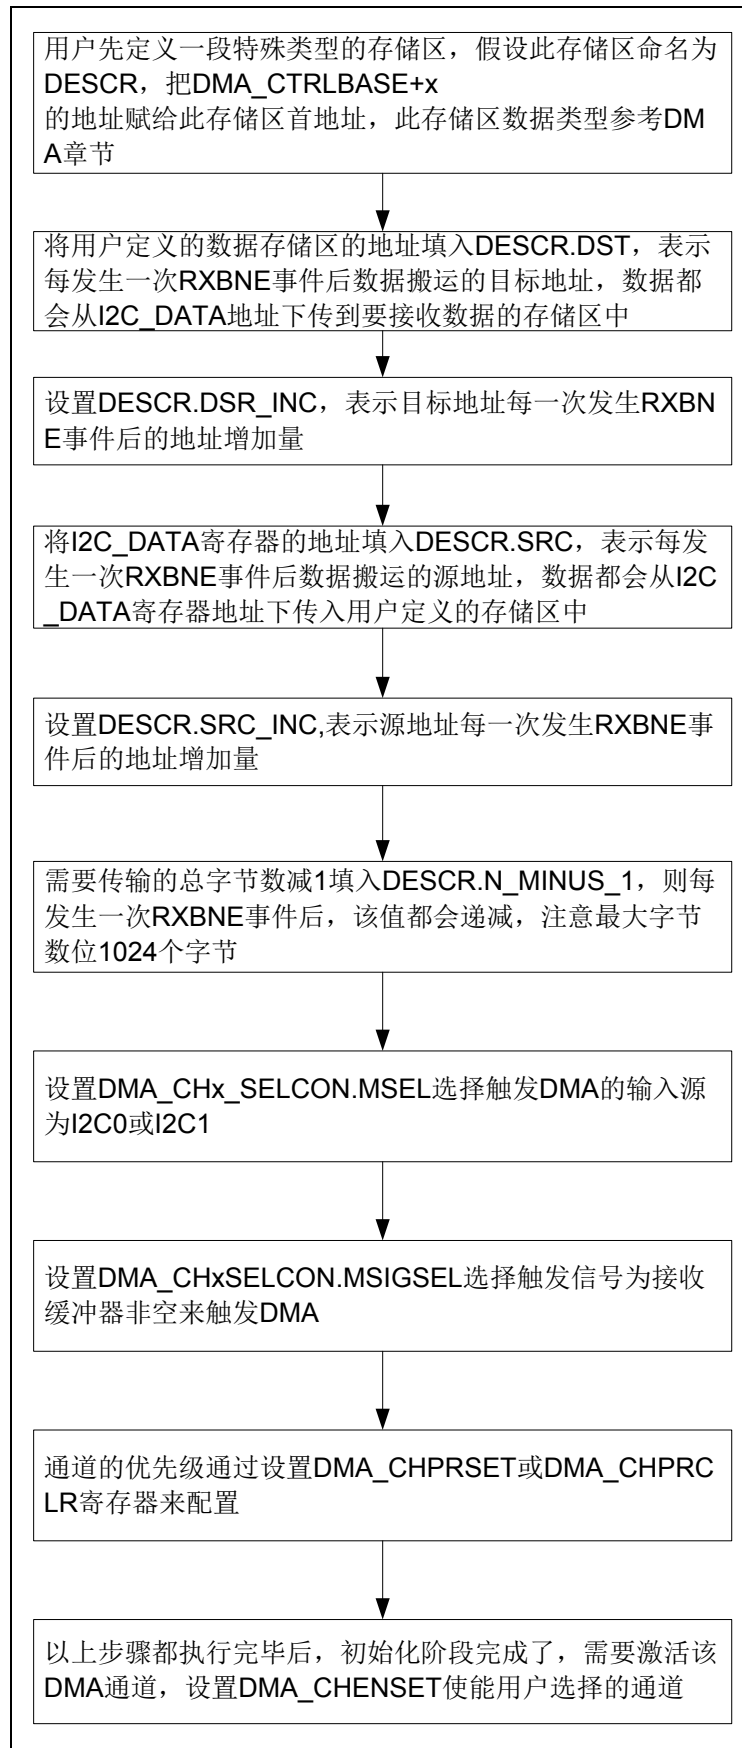 用户先定义一段特殊类型的存储区，假设此存储区命名为
DESCR，把DMA_CTRLBASE+x
的地址赋给此存储区首地址，此存储区数据类型参考DM
A章节
将用户定义的数据存储区的地址填入DESCR.DST，表示
每发生一次RXBNE事件后数据搬运的目标地址，数据都
会从I2C_DATA地址下传到要接收数据的存储区中
设置DESCR.DSR_INC，表示目标地址每一次发生RXBN
E事件后的地址增加量
将I2C_DATA寄存器的地址填入DESCR.SRC，表示每发
生一次RXBNE事件后数据搬运的源地址，数据都会从I2C
_DATA寄存器地址下传入用户定义的存储区中
设置DESCR.SRC_INC,表示源地址每一次发生RXBNE事
件后的地址增加量
需要传输的总字节数减1填入DESCR.N_MINUS_1，则每
发生一次RXBNE事件后，该值都会递减，注意最大字节
数位1024个字节
设置DMA_CHx_SELCON.MSEL选择触发DMA的输入源
为I2C0或I2C1
设置DMA_CHxSELCON.MSIGSEL选择触发信号为接收
缓冲器非空来触发DMA
通道的优先级通过设置DMA_CHPRSET或DMA_CHPRC
LR寄存器来配置
以上步骤都执行完毕后，初始化阶段完成了，需要激活该
DMA通道，设置DMA_CHENSET使能用户选择的通道